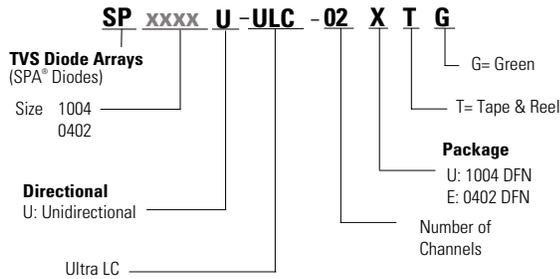 SP xxxx U - ULC - 02 X T G
TVS Diode Arrays
(SPA® Diodes)
G= Green
Size 1004
0402
T= Tape & Reel
Package
U: 1004 DFN
E: 0402 DFN
Directional
U: Unidirectional
Number of
Channels
Ultra LC